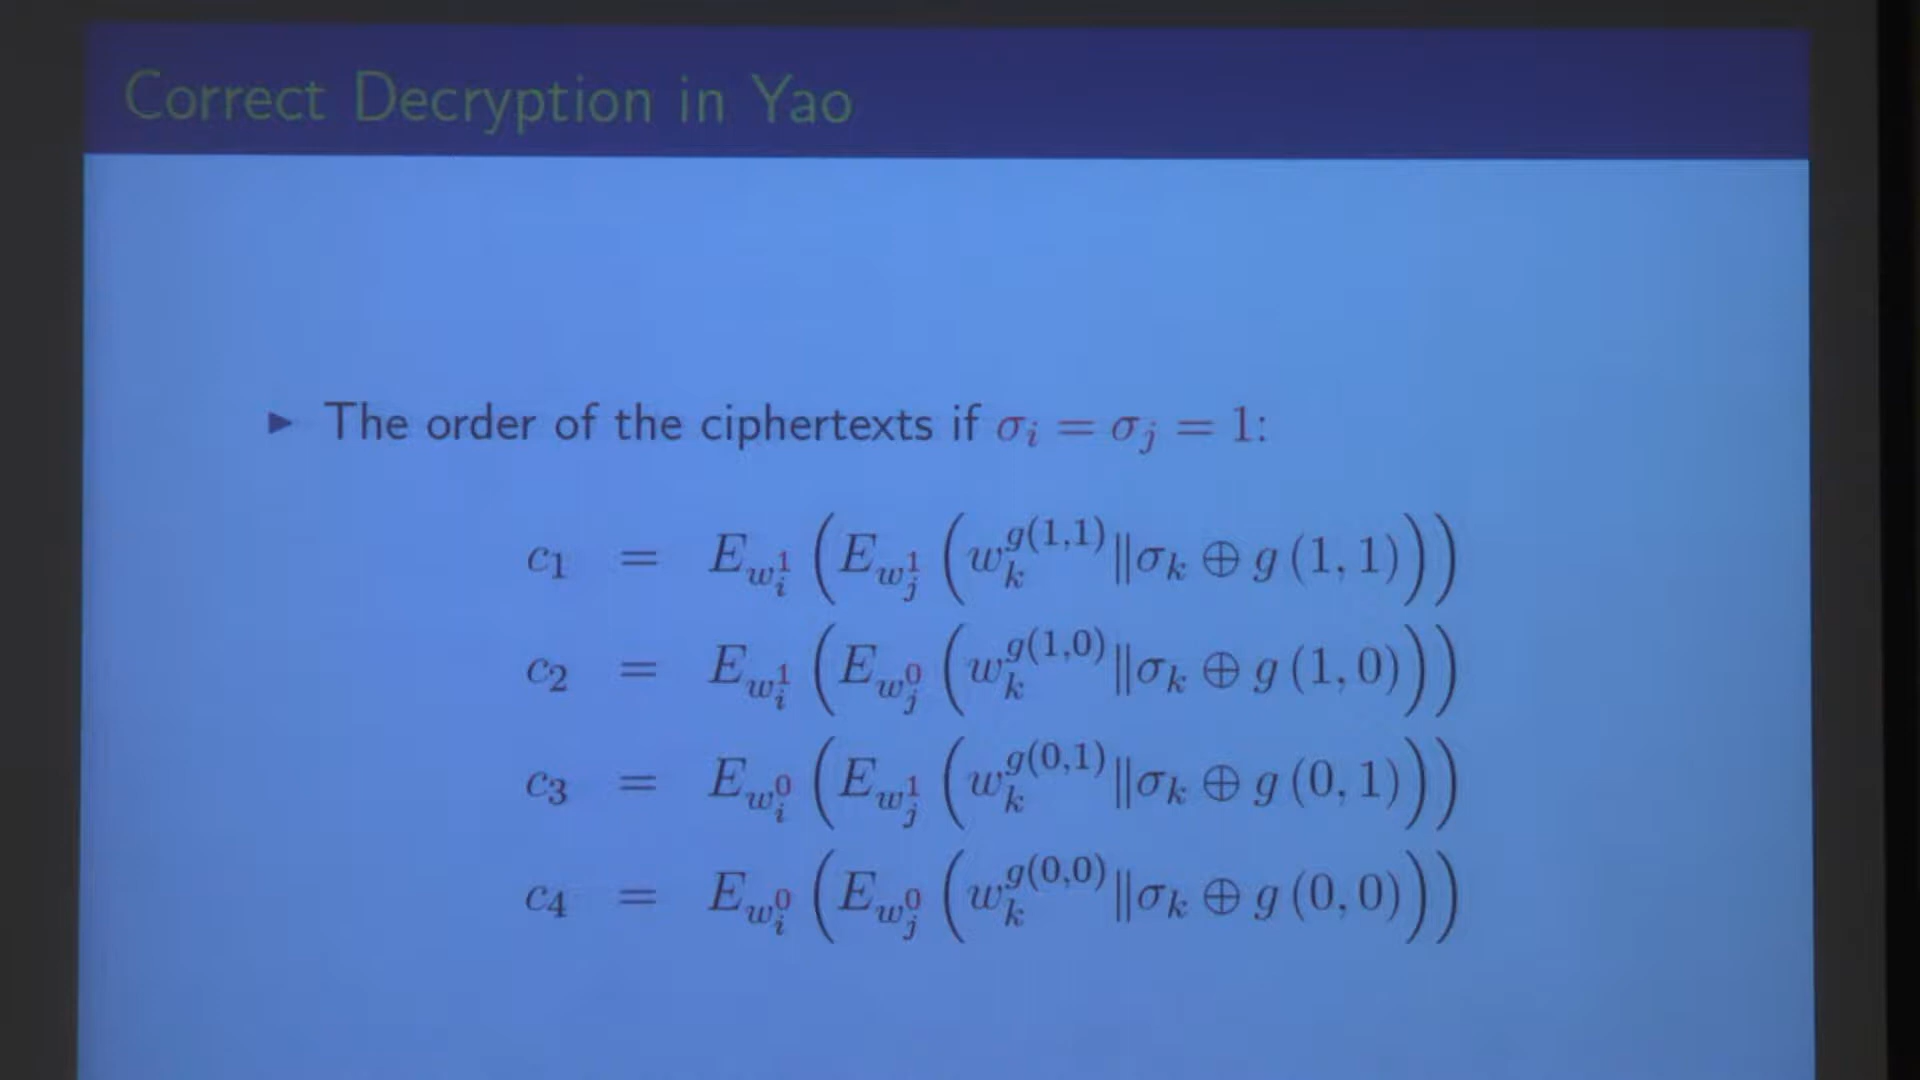 Correct Decryption in Yao
▶ The order of the ciphertexts if σ_i = σ_j = 1:
c_1 = E_{w_i^1} ( E_{w_j^1} ( w_k^{g(1,1)} ‖ σ_k ⊕ g (1, 1) ) )
c_2 = E_{w_i^1} ( E_{w_j^0} ( w_k^{g(1,0)} ‖ σ_k ⊕ g (1, 0) ) )
c_3 = E_{w_i^0} ( E_{w_j^1} ( w_k^{g(0,1)} ‖ σ_k ⊕ g (0, 1) ) )
c_4 = E_{w_i^0} ( E_{w_j^0} ( w_k^{g(0,0)} ‖ σ_k ⊕ g (0, 0) ) )